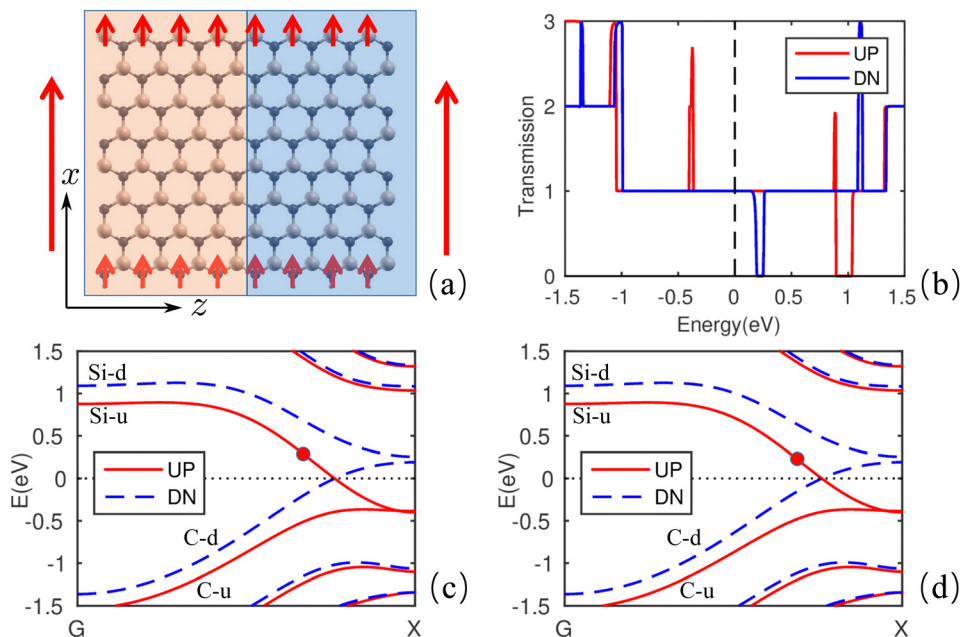 x
z
(a)
Transmission
3
2
1
0
-1.5 -1 -0.5 0 0.5 1 1.5
Energy(eV)
UP
DN
(b)
E(eV)
1.5
1
0.5
0
-0.5
-1
-1.5
G X
Si-d
Si-u
UP
DN
C-d
C-u
(c)
E(eV)
1.5
1
0.5
0
-0.5
-1
-1.5
G X
Si-d
Si-u
UP
DN
C-d
C-u
(d)